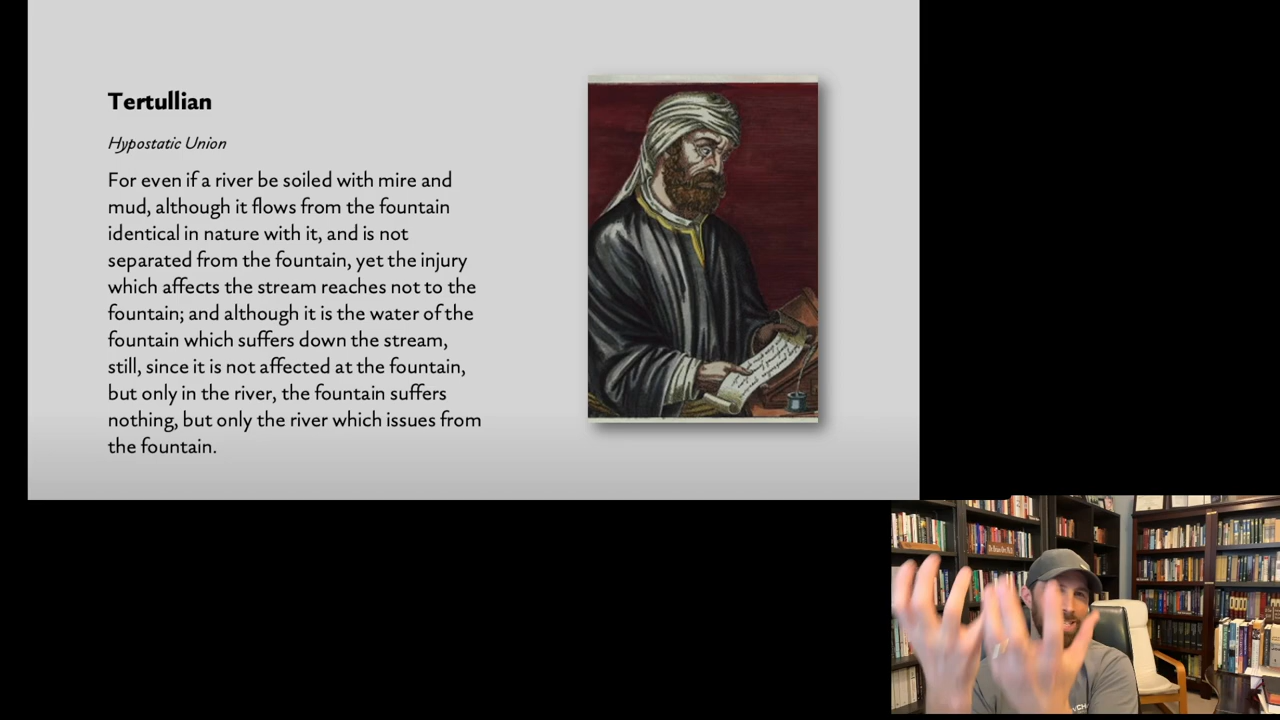 Tertullian
Hypostatic Union
For even if a river be soiled with mire and
mud, although it flows from the fountain
identical in nature with it, and is not
separated from the fountain, yet the injury
which affects the stream reaches not to the
fountain; and although it is the water of the
fountain which suffers down the stream,
still, since it is not affected at the fountain,
but only in the river, the fountain suffers
nothing, but only the river which issues from
the fountain.